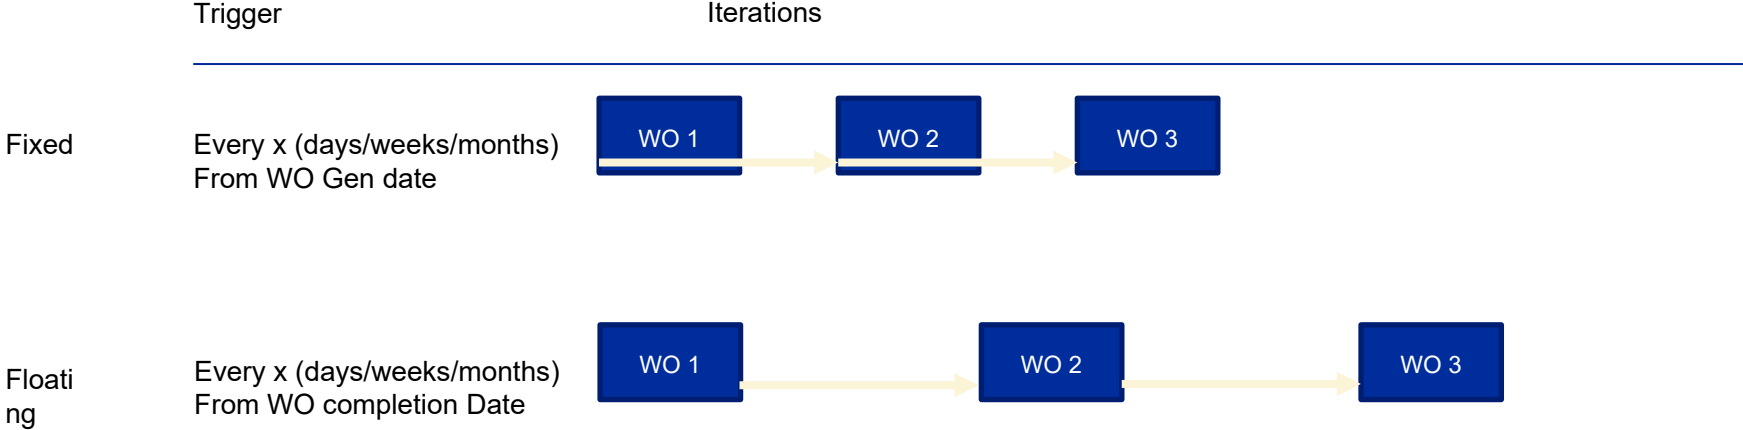 Trigger
Iterations
Fixed
Every x (days/weeks/months)
From WO Gen date
WO 1
WO 2
WO 3
Floati
ng
Every x (days/weeks/months)
From WO completion Date
WO 1
WO 2
WO 3